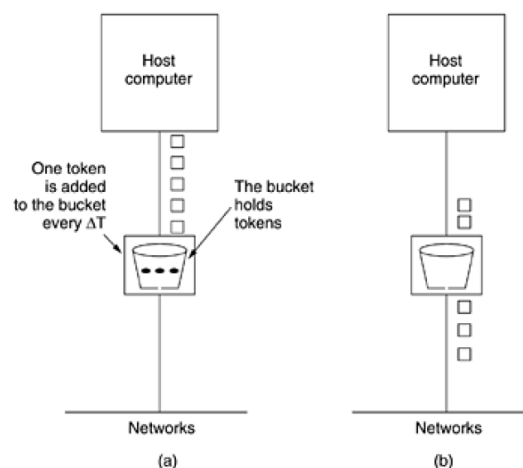 Host
computer
Host
computer
One token
is added
to the bucket
every ΔT
The bucket
holds
tokens
Networks
Networks
(a)
(b)